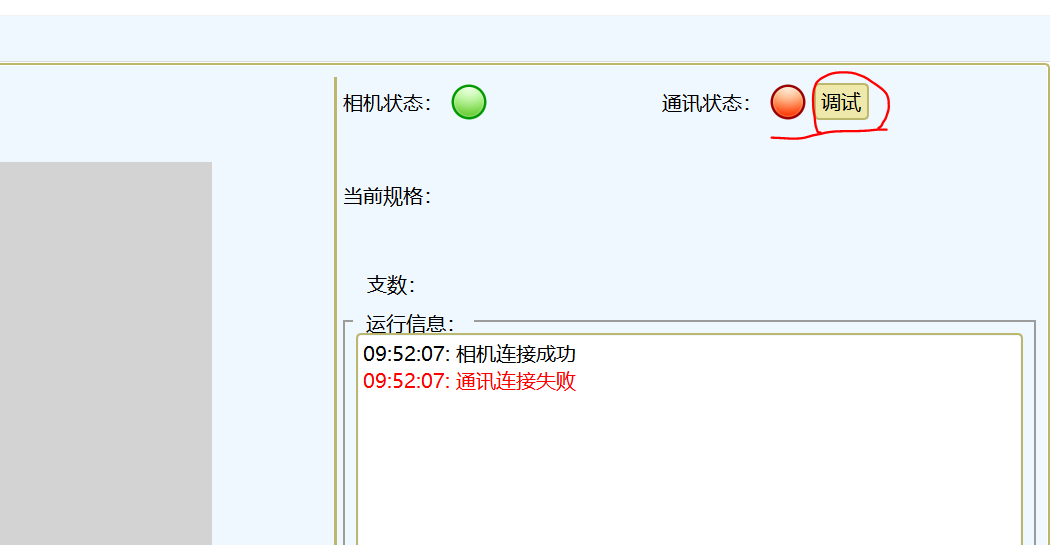 相机状态： 通讯状态： 调试
当前规格：
支数：
运行信息：
09:52:07: 相机连接成功
09:52:07: 通讯连接失败